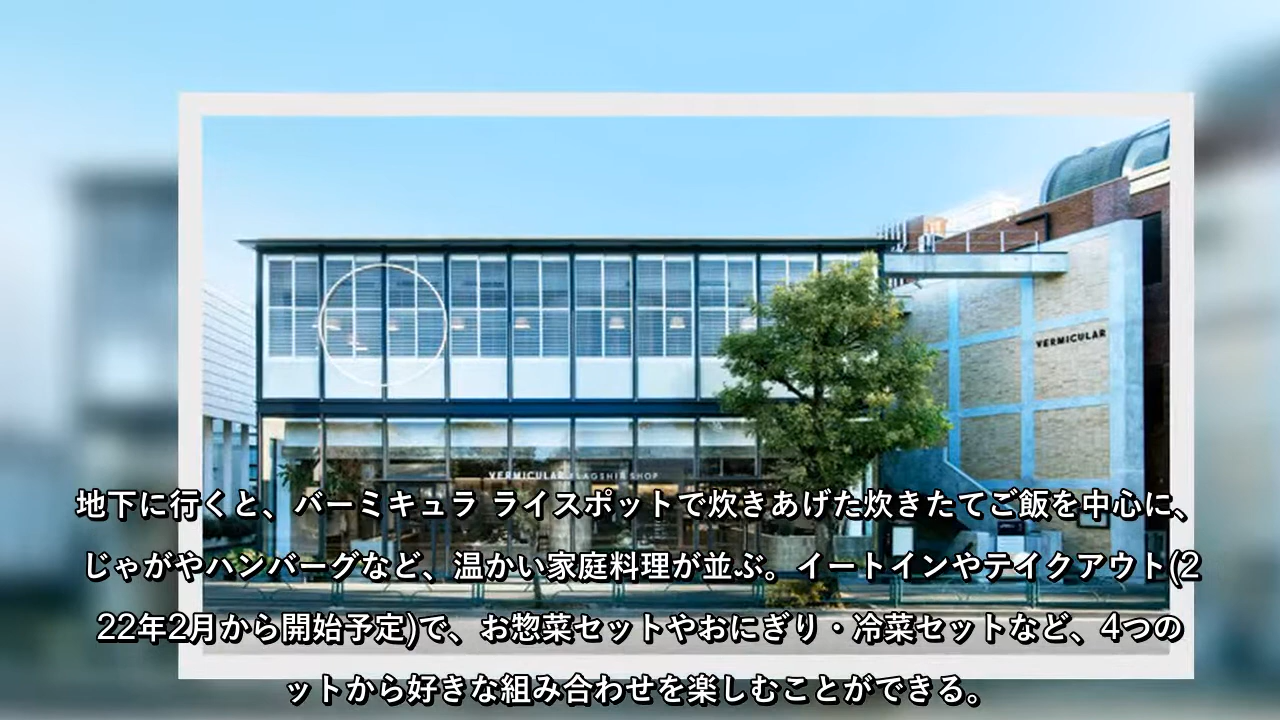 VERMICULAR
VERMICULAR FLAGSHIP SHOP
地下に行くと、バーミキュラ ライスポットで炊きあげた炊きたてご飯を中心に、
じゃがやハンバーグなど、温かい家庭料理が並ぶ。イートインやテイクアウト(2
22年2月から開始予定)で、お惣菜セットやおにぎり・冷菜セットなど、4つの
ットから好きな組み合わせを楽しむことができる。